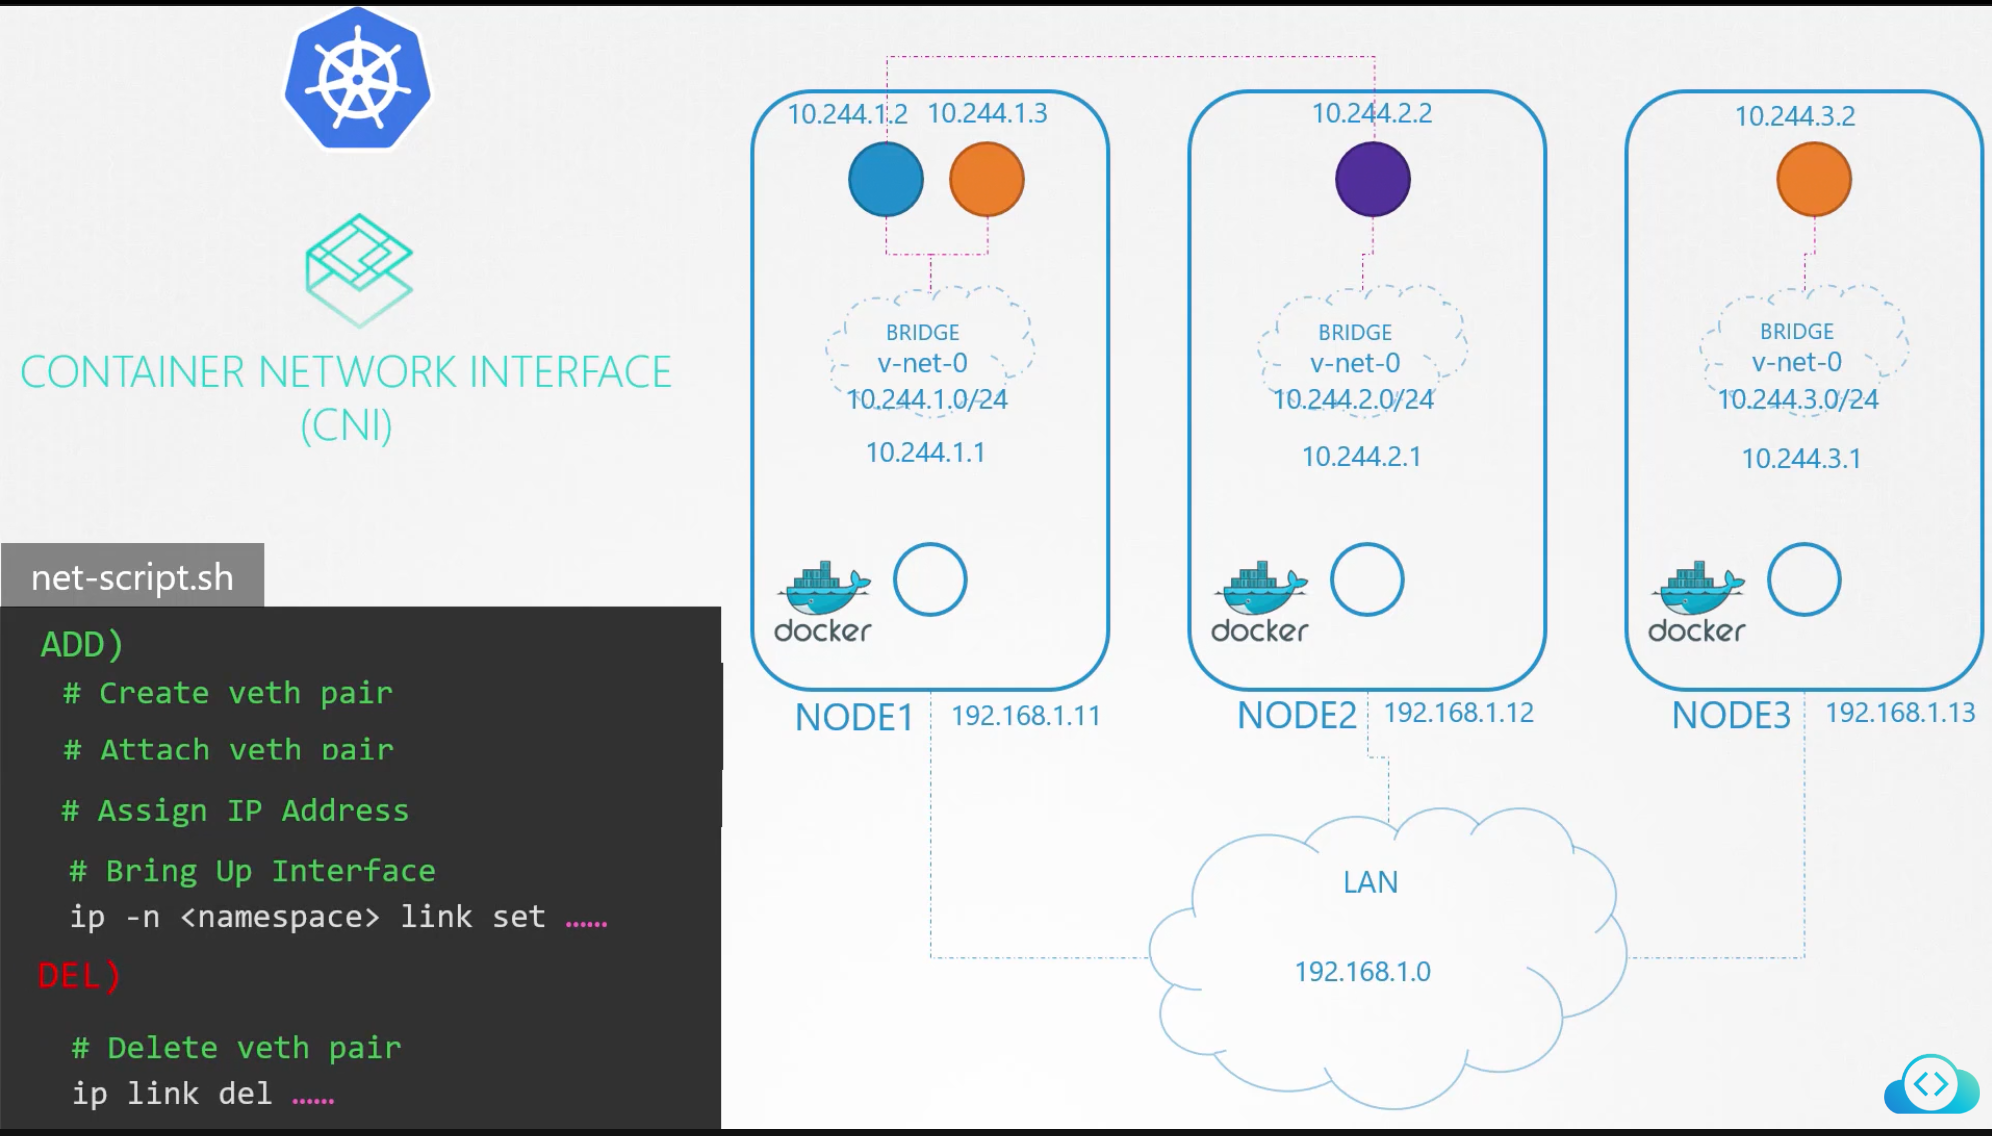 CONTAINER NETWORK INTERFACE
(CNI)
net-script.sh
ADD)
# Create veth pair
# Attach veth pair
# Assign IP Address
# Bring Up Interface
ip -n <namespace> link set ......
DEL)
# Delete veth pair
ip link del ......
10.244.1.2 10.244.1.3
BRIDGE
v-net-0
10.244.1.0/24
10.244.1.1
docker
NODE1 192.168.1.11
10.244.2.2
BRIDGE
v-net-0
10.244.2.0/24
10.244.2.1
docker
NODE2 192.168.1.12
10.244.3.2
BRIDGE
v-net-0
10.244.3.0/24
10.244.3.1
docker
NODE3 192.168.1.13
LAN
192.168.1.0